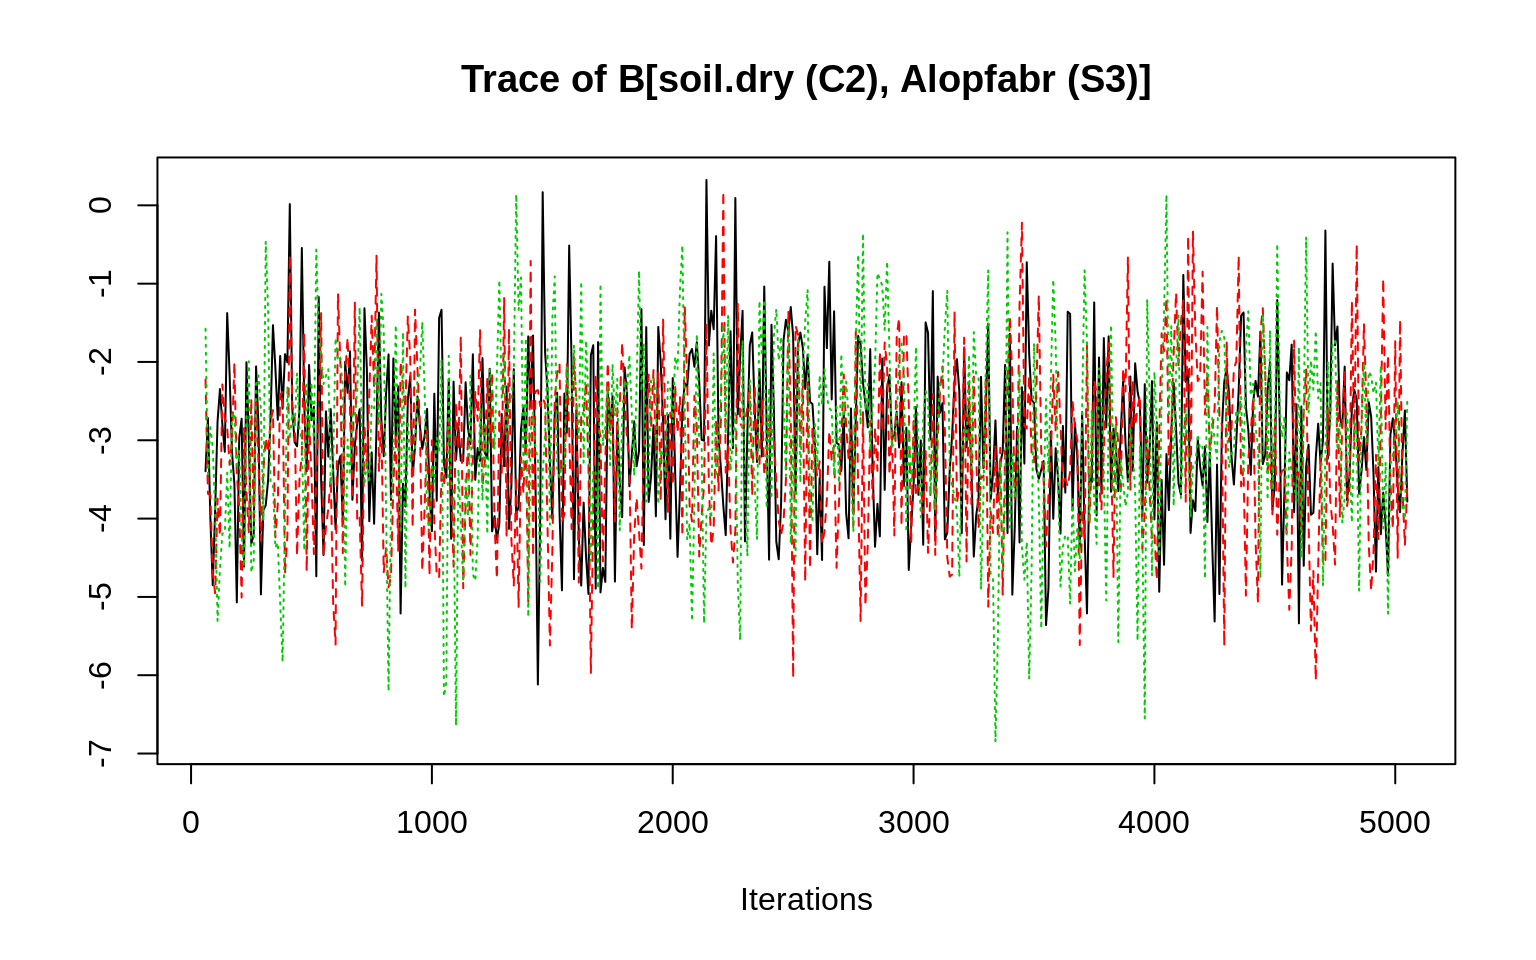 Trace of B[soil.dry (C2), Alopfabr (S3)]
0
-1
-2
-3
-4
-5
-6
-7
0 1000 2000 3000 4000 5000
Iterations